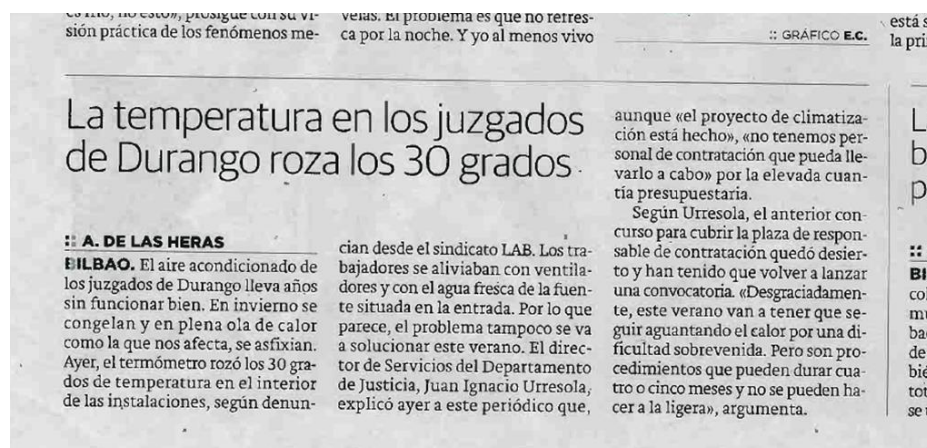 sión práctica de los fenómenos me-
velas. El problema es que no refres-
ca por la noche. Y yo al menos vivo
:: GRÁFICO E.C.
está
la
La temperatura en los juzgados
de Durango roza los 30 grados
:: A. DE LAS HERAS
BILBAO. El aire acondicionado de
los juzgados de Durango lleva años
sin funcionar bien. En invierno se
congelan y en plena ola de calor
como la que nos afecta, se asfixian.
Ayer, el termómetro rozó los 30 gra-
dos de temperatura en el interior
de las instalaciones, según denun-
cian desde el sindicato LAB. Los tra-
bajadores se aliviaban con ventila-
dores y con el agua fresca de la fuen-
te situada en la entrada. Por lo que
parece, el problema tampoco se va
a solucionar este verano. El direc-
tor de Servicios del Departamento
de Justicia, Juan Ignacio Urresola,
explicó ayer a este periódico que,
aunque «el proyecto de climatiza-
ción está hecho», «no tenemos per-
sonal de contratación que pueda lle-
varlo a cabo» por la elevada cuan-
tía presupuestaria.
Según Urresola, el anterior con-
curso para cubrir la plaza de respon-
sable de contratación quedó desier-
to y han tenido que volver a lanzar
una convocatoria. «Desgraciadamen-
te, este verano van a tener que se-
guir aguantando el calor por una di-
ficultad sobrevenida. Pero son pro-
cedimientos que pueden durar cua-
tro o cinco meses y no se pueden ha-
cer a la ligera», argumenta.